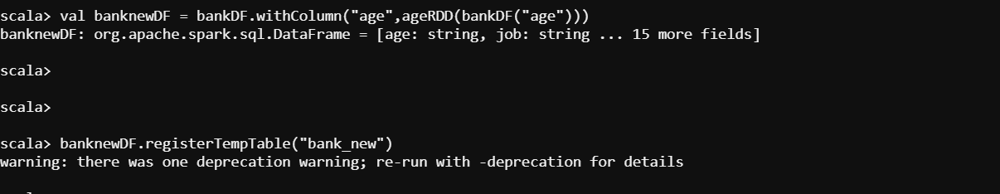 scala> val banknewDF = bankDF.withColumn("age",ageRDD(bankDF("age")))
banknewDF: org.apache.spark.sql.DataFrame = [age: string, job: string ... 15 more fields]
scala>
scala>
scala> banknewDF.registerTempTable("bank_new")
warning: there was one deprecation warning; re-run with -deprecation for details